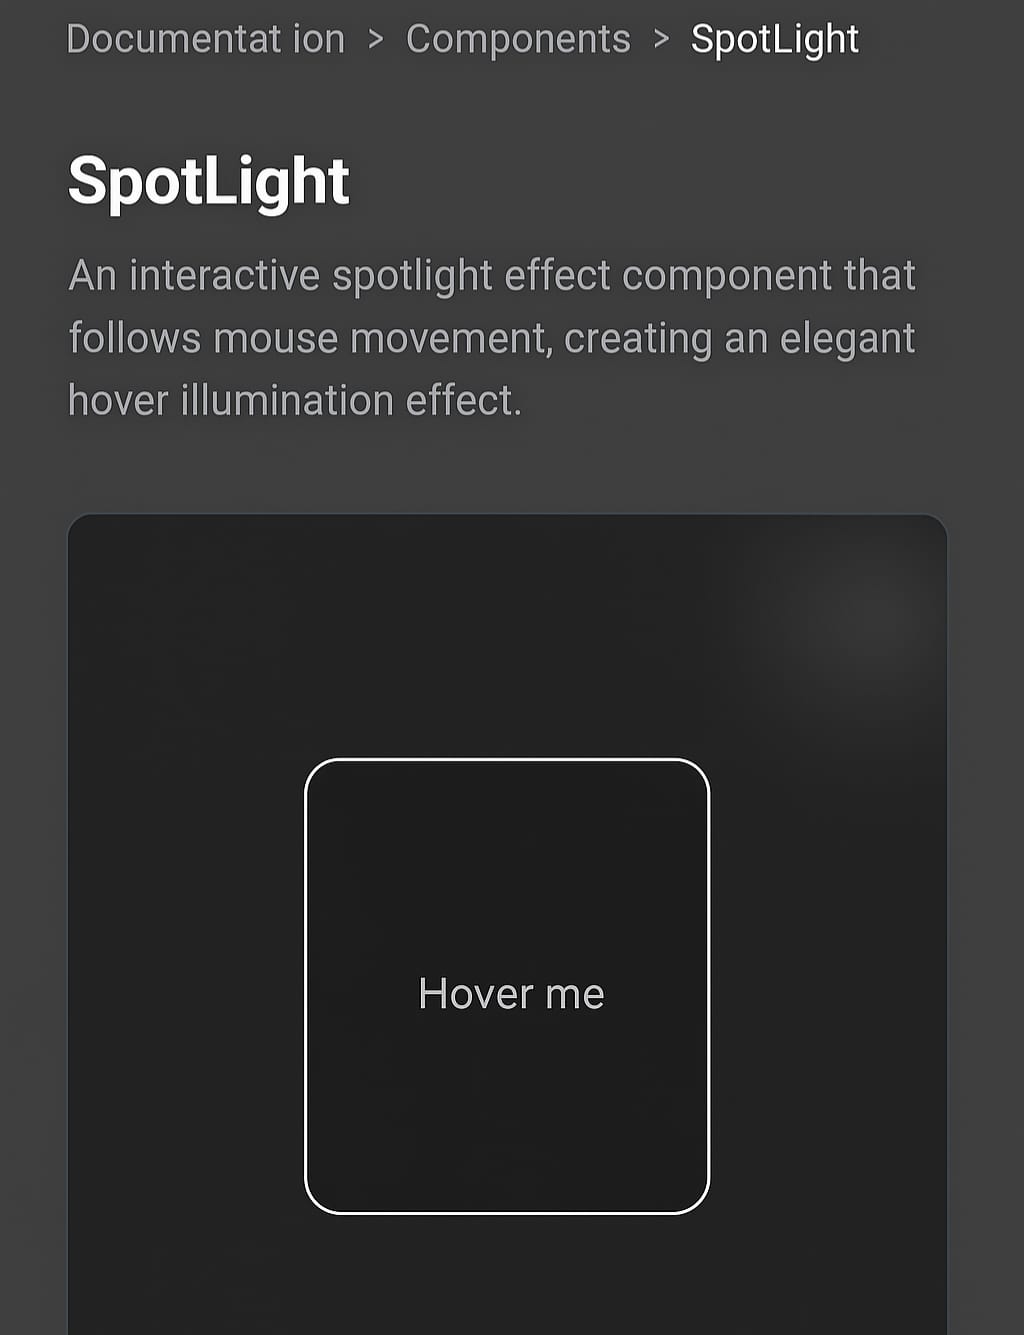 Documentat ion > Components > SpotLight
SpotLight
An interactive spotlight effect component that
follows mouse movement, creating an elegant
hover illumination effect.
Hover me